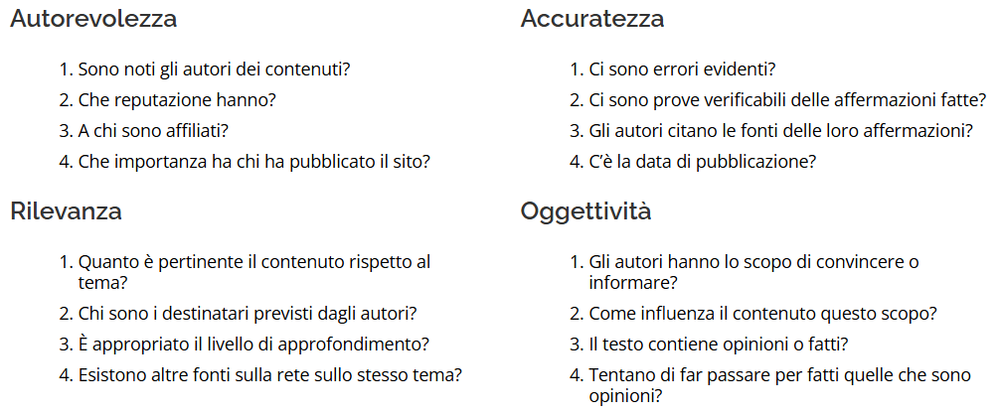 Autorevolezza
1. Sono noti gli autori dei contenuti?
2. Che reputazione hanno?
3. A chi sono affiliati?
4. Che importanza ha chi ha pubblicato il sito?
Accuratezza
1. Ci sono errori evidenti?
2. Ci sono prove verificabili delle affermazioni fatte?
3. Gli autori citano le fonti delle loro affermazioni?
4. C’è la data di pubblicazione?
Rilevanza
1. Quanto è pertinente il contenuto rispetto al
tema?
2. Chi sono i destinatari previsti dagli autori?
3. È appropriato il livello di approfondimento?
4. Esistono altre fonti sulla rete sullo stesso tema?
Oggettività
1. Gli autori hanno lo scopo di convincere o
informare?
2. Come influenza il contenuto questo scopo?
3. Il testo contiene opinioni o fatti?
4. Tentano di far passare per fatti quelle che sono
opinioni?